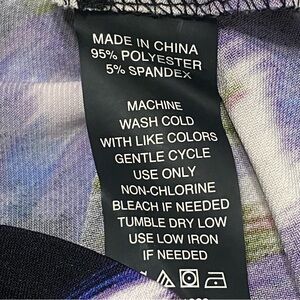 MADE IN CHINA
95% POLYESTER
5% SPANDEX
MACHINE
WASH COLD
WITH LIKE COLORS
GENTLE CYCLE
USE ONLY
NON-CHLORINE
BLEACH IF NEEDED
TUMBLE DRY LOW
USE LOW IRON
IF NEEDED